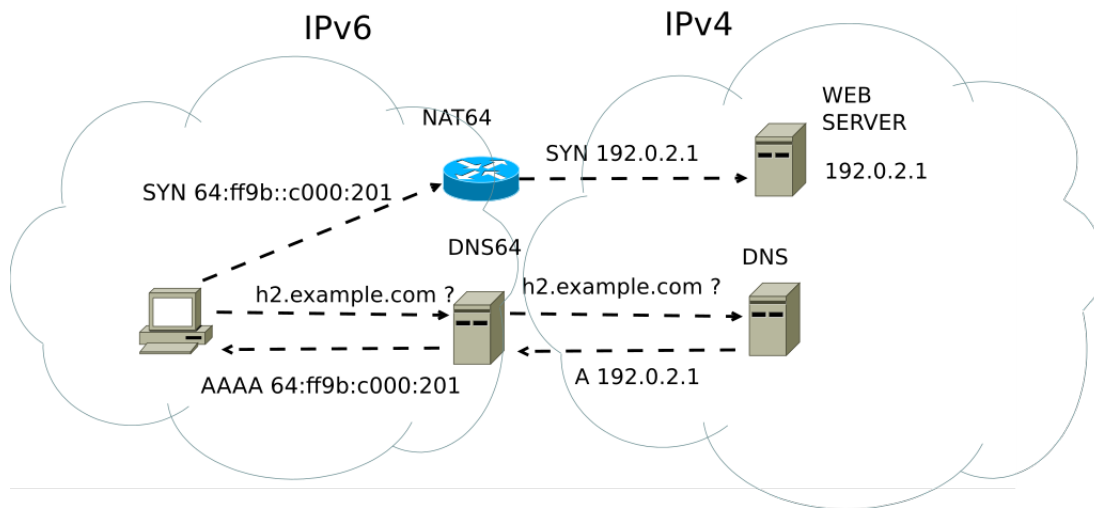 IPv6
IPv4
NAT64
WEB
SERVER
SYN 192.0.2.1
192.0.2.1
SYN 64:ff9b::c000:201
DNS64
DNS
h2.example.com ?
h2.example.com ?
AAAA 64:ff9b:c000:201
A 192.0.2.1